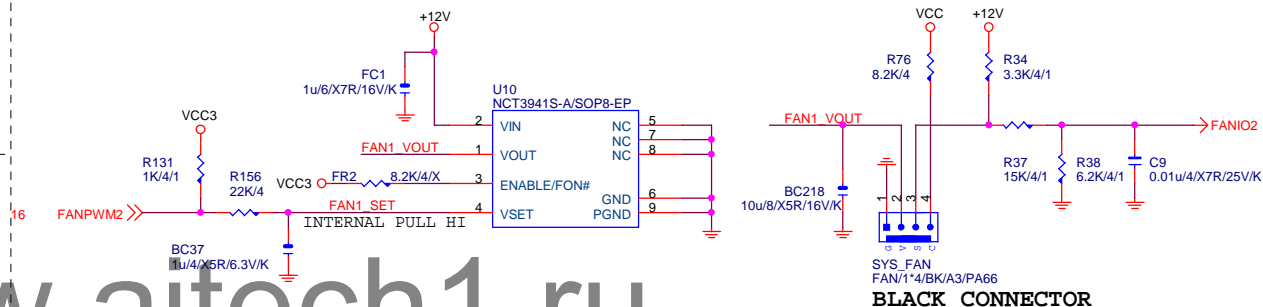 +12V
FC1
1u/6/X7R/16V/K
VCC3
R131
1K/4/1
R156
22K/4
16
FANPWM2
BC37
1u/4/X5R/6.3V/K
U10
NCT3941S-A/SOP8-EP
2 VIN NC 5
NC 7
1 VOUT NC 8
FAN1_VOUT
VCC3 FR2 8.2K/4/X
3 ENABLE/FON#
GND 6
FAN1_SET
4 VSET PGND 9
INTERNAL PULL HI
VCC +12V
R76
8.2K/4
R34
3.3K/4/1
FAN1_VOUT
FANIO2
BC218
10u/8/X5R/16V/K
R37
15K/4/1
R38
6.2K/4/1
C9
0.01u/4/X7R/25V/K
1 2 3 4
G V S C
SYS_FAN
FAN/1*4/BK/A3/PA66
BLACK CONNECTOR
w.aitech1.ru